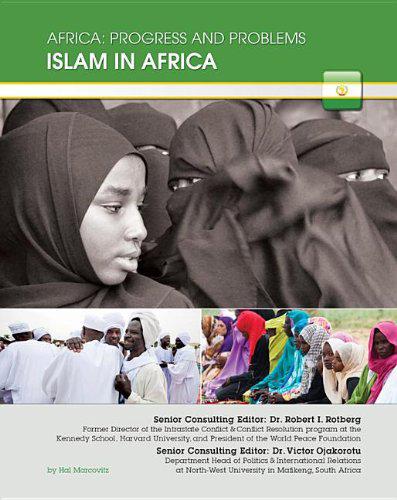 AFRICA: PROGRESS AND PROBLEMS
ISLAM IN AFRICA
Senior Consulting Editor: Dr. Robert I. Rotberg
Former Director of the Intrastate Conflict & Conflict Resolution program at the
Kennedy School, Harvard University, and President of the World Peace Foundation
Senior Consulting Editor: Dr. Victor Ojakorotu
Department Head of Politics & International Relations
at North-West University in Mafikeng, South Africa
by Hal Marcovitz